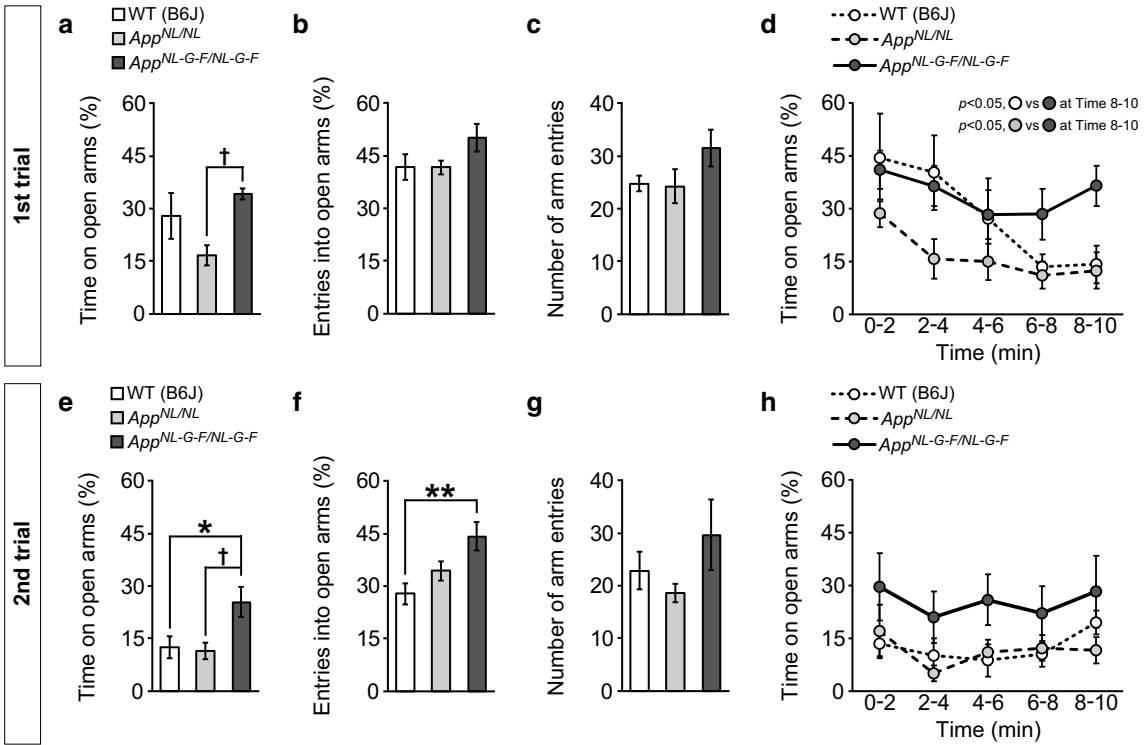 1st trial
a
WT (B6J)
App^NL/NL
App^NL-G-F/NL-G-F
Time on open arms (%)
60
45
30
15
0
†
b
Entries into open arms (%)
60
45
30
15
0
c
Number of arm entries
40
30
20
10
0
d
WT (B6J)
App^NL/NL
App^NL-G-F/NL-G-F
p<0.05, vs at Time 8-10
p<0.05, vs at Time 8-10
Time on open arms (%)
60
45
30
15
0
0-2 2-4 4-6 6-8 8-10
Time (min)
2nd trial
e
WT (B6J)
App^NL/NL
App^NL-G-F/NL-G-F
Time on open arms (%)
60
45
30
15
0
*
†
f
Entries into open arms (%)
60
45
30
15
0
**
g
Number of arm entries
40
30
20
10
0
h
WT (B6J)
App^NL/NL
App^NL-G-F/NL-G-F
Time on open arms (%)
60
45
30
15
0
0-2 2-4 4-6 6-8 8-10
Time (min)